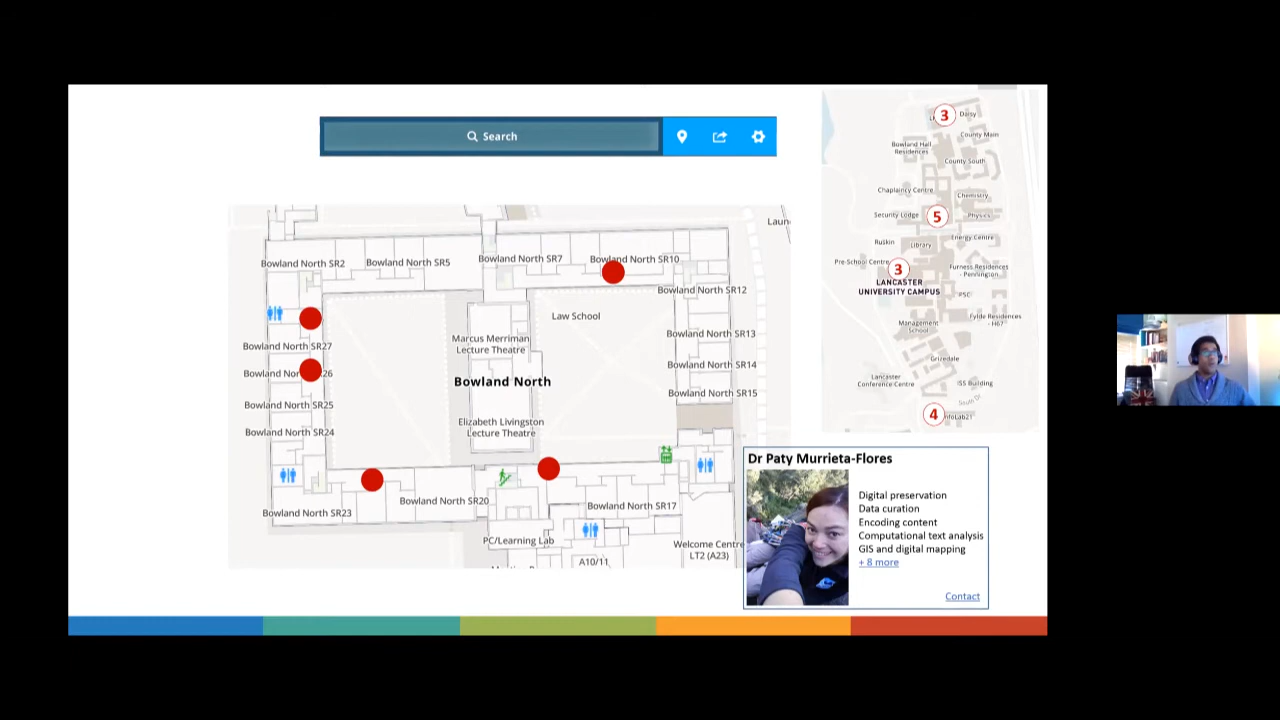 Search
Laun
Bowland North SR2
Bowland North SR5
Bowland North SR7
Bowland North SR10
Bowland North SR12
Law School
Bowland North SR13
Marcus Merriman
Lecture Theatre
Bowland North SR27
Bowland North SR14
Bowland Nor 26
Bowland North
Bowland North SR15
Bowland North SR25
Elizabeth Livingston
Lecture Theatre
Bowland North SR24
Bowland North SR20
Bowland North SR17
Bowland North SR23
PC/Learning Lab
Welcome Centre
LT2 (A23)
A10/11
3
Daisy
County Main
Bowland Hall
Residences
County South
Chaplaincy Centre
Chemistry
Security Lodge
5
Physics
Ruskin
Library
Energy Centre
Pre-School Centre
3
Furness Residences
- Pennington
LANCASTER
UNIVERSITY CAMPUS
PSC
Fylde Residences
- H67
Management
School
Grizedale
Lancaster
Conference Centre
ISS Building
South
4
InfoLab21
Dr Paty Murrieta-Flores
Digital preservation
Data curation
Encoding content
Computational text analysis
GIS and digital mapping
+ 8 more
Contact